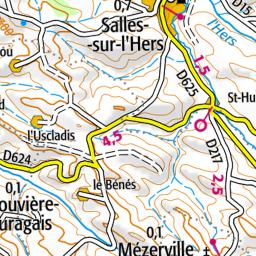 0,7
D15
Salles-
-sur-l'Hers
l'Hers
1,5
D625
ou
St-Hu
l'Uscladis
4,5
D624
D217
2,5
0,1
le Bénés
ouvière-
uragais
0,1
Mézerville